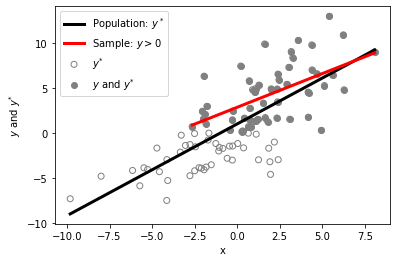 Population: y*
Sample: y > 0
y*
y and y*
y and y*
10
5
0
−5
−10
−10.0 −7.5 −5.0 −2.5 0.0 2.5 5.0 7.5
x